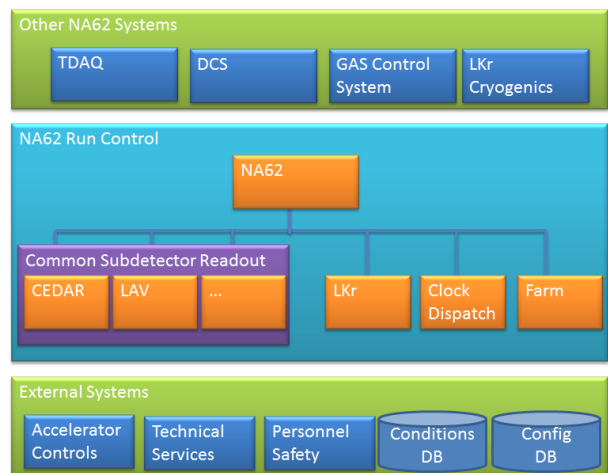 Other NA62 Systems
TDAQ
DCS
GAS Control
System
LKr
Cryogenics
NA62 Run Control
NA62
Common Subdetector Readout
CEDAR
LAV
...
LKr
Clock
Dispatch
Farm
External Systems
Accelerator
Controls
Technical
Services
Personnel
Safety
Conditions
DB
Config
DB